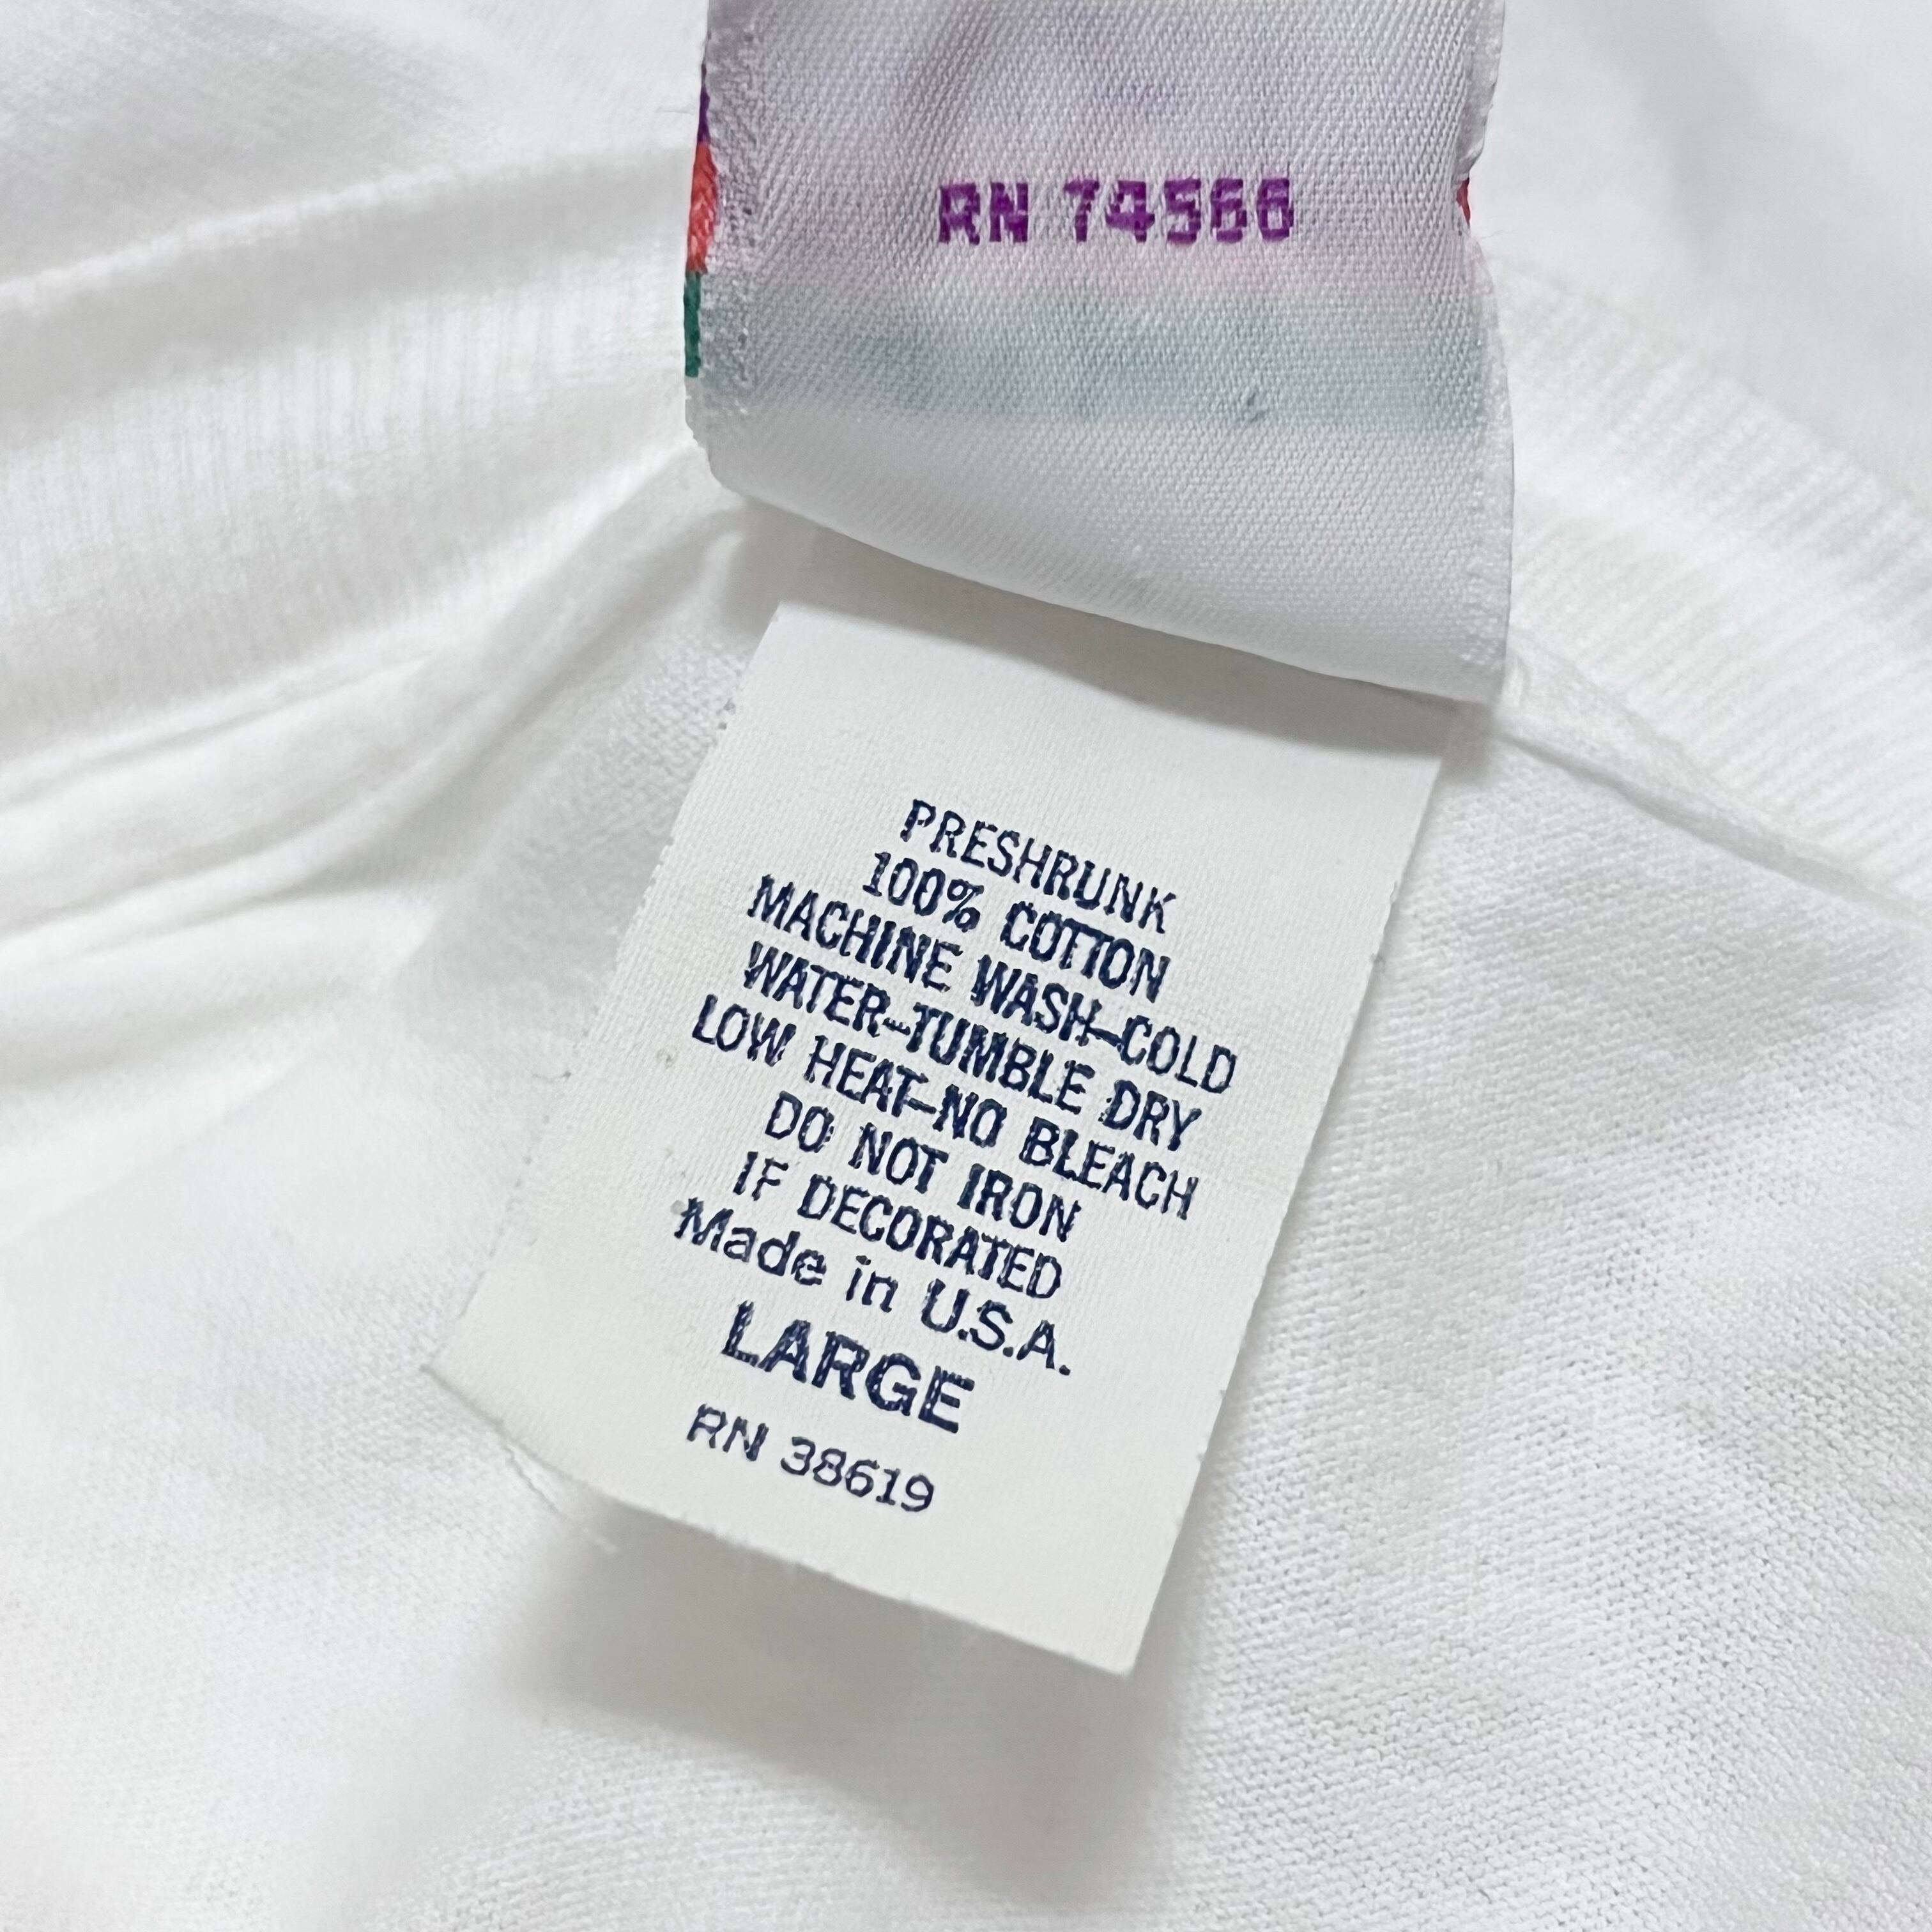 RN 74566
PRESHRUNK
100% COTTON
MACHINE WASH–COLD
WATER–TUMBLE DRY
LOW HEAT–NO BLEACH
DO NOT IRON
IF DECORATED
Made in U.S.A.
LARGE
RN 38619